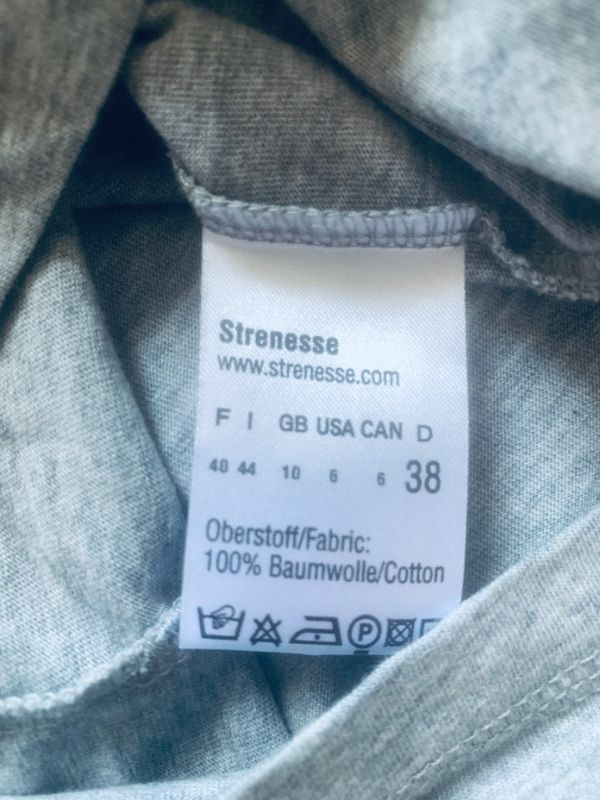 Strenesse
www.strenesse.com
F I GB USA CAN D
40 44 10 6 6 38
Oberstoff/Fabric:
100% Baumwolle/Cotton
P